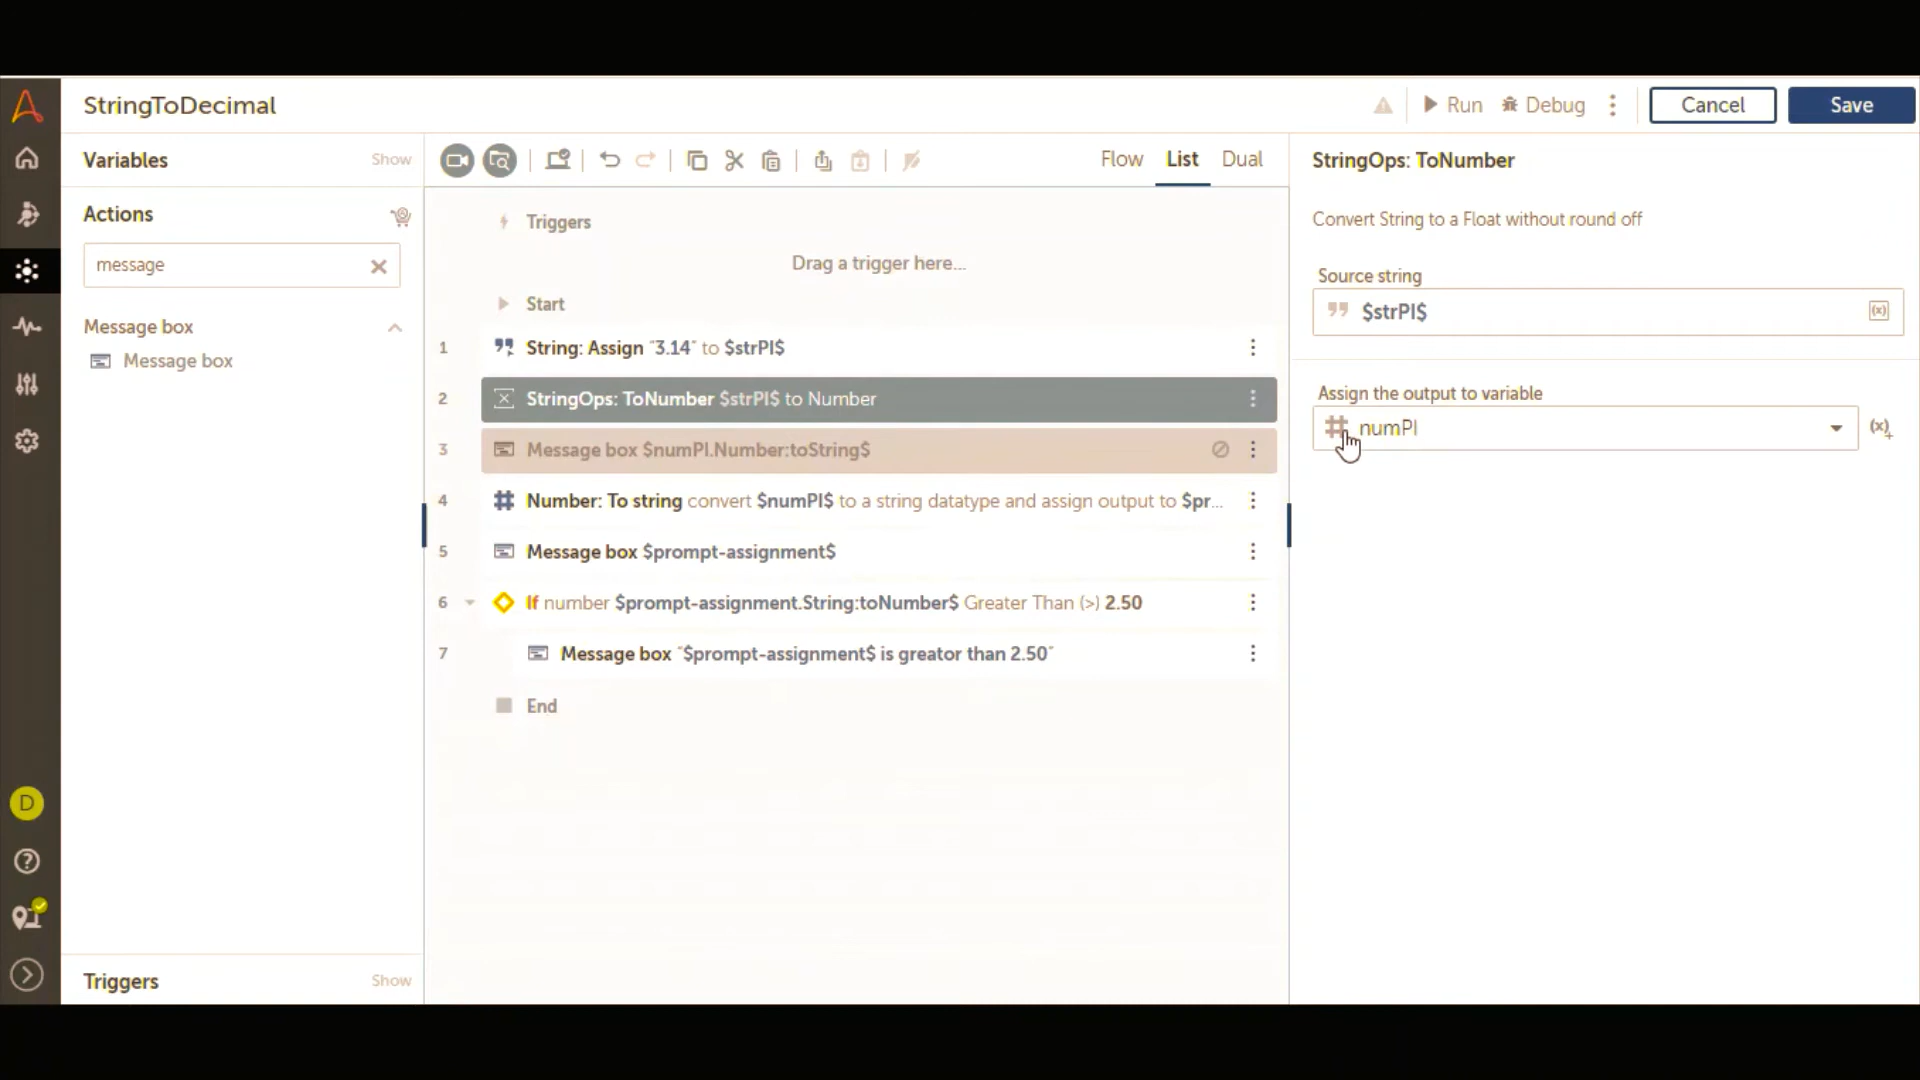 StringToDecimal
Run
Debug
Cancel
Save
Variables
Show
Flow
List
Dual
StringOps: ToNumber
Actions
message
Message box
Message box
Triggers
Drag a trigger here...
Start
1 String: Assign "3.14" to $strPI$
2 StringOps: ToNumber $strPI$ to Number
3 Message box $numPI.Number:toString$
4 Number: To string convert $numPI$ to a string datatype and assign output to $pr...
5 Message box $prompt-assignment$
6 If number $prompt-assignment.String:toNumber$ Greater Than (>) 2.50
7 Message box "$prompt-assignment$ is greator than 2.50"
End
Convert String to a Float without round off
Source string
$strPI$
(x)
Assign the output to variable
numPI
(x)+
D
Triggers
Show